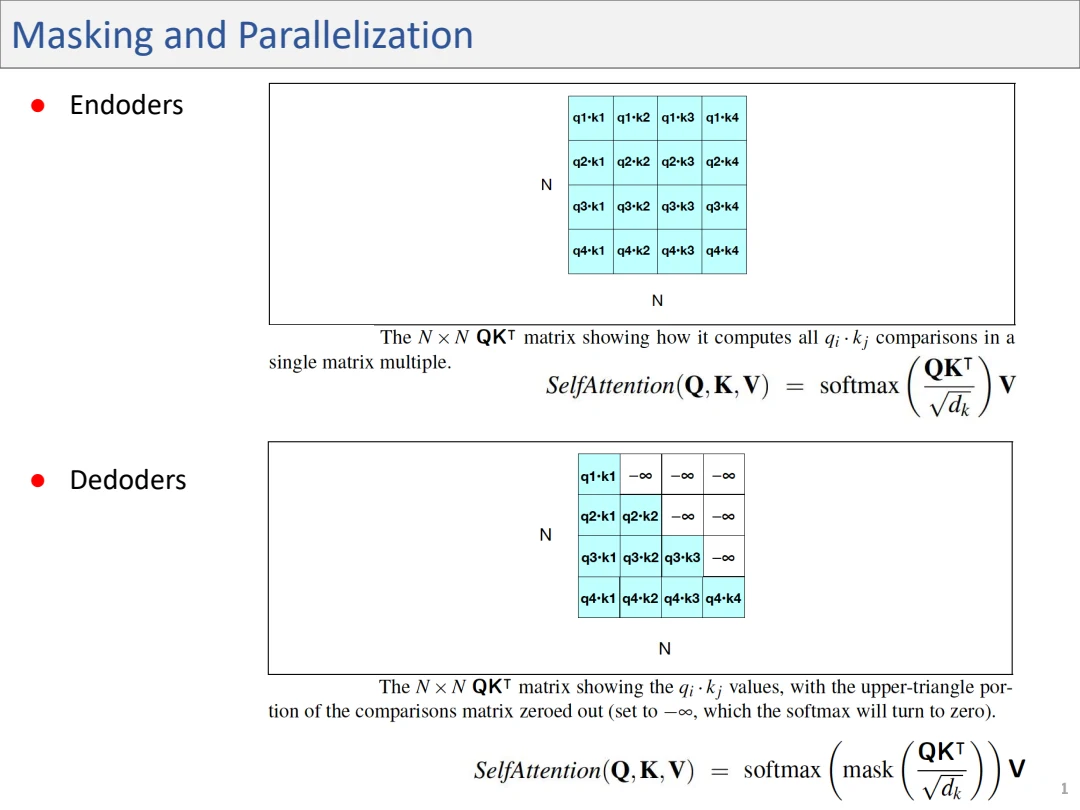 Masking and Parallelization
● Endoders
q1•k1 q1•k2 q1•k3 q1•k4
q2•k1 q2•k2 q2•k3 q2•k4
N
q3•k1 q3•k2 q3•k3 q3•k4
q4•k1 q4•k2 q4•k3 q4•k4
N
The N × N QKᵀ matrix showing how it computes all qᵢ · kⱼ comparisons in a
single matrix multiple.
SelfAttention(Q, K, V) = softmax(QKᵀ/√dₖ) V
● Dedoders
q1•k1 −∞ −∞ −∞
q2•k1 q2•k2 −∞ −∞
N
q3•k1 q3•k2 q3•k3 −∞
q4•k1 q4•k2 q4•k3 q4•k4
N
The N × N QKᵀ matrix showing the qᵢ · kⱼ values, with the upper-triangle por-
tion of the comparisons matrix zeroed out (set to −∞, which the softmax will turn to zero).
SelfAttention(Q, K, V) = softmax(mask(QKᵀ/√dₖ)) V
1